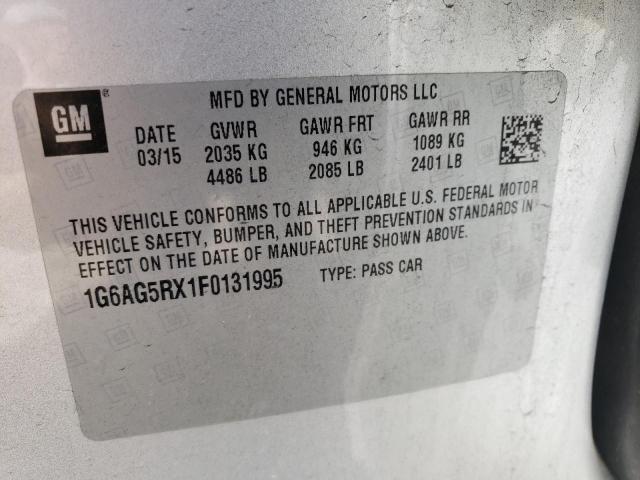 GM
MFD BY GENERAL MOTORS LLC
DATE GVWR GAWR FRT GAWR RR
03/15 2035 KG 946 KG 1089 KG
4486 LB 2085 LB 2401 LB
THIS VEHICLE CONFORMS TO ALL APPLICABLE U.S. FEDERAL MOTOR
VEHICLE SAFETY, BUMPER, AND THEFT PREVENTION STANDARDS IN
EFFECT ON THE DATE OF MANUFACTURE SHOWN ABOVE.
1G6AG5RX1F0131995 TYPE: PASS CAR